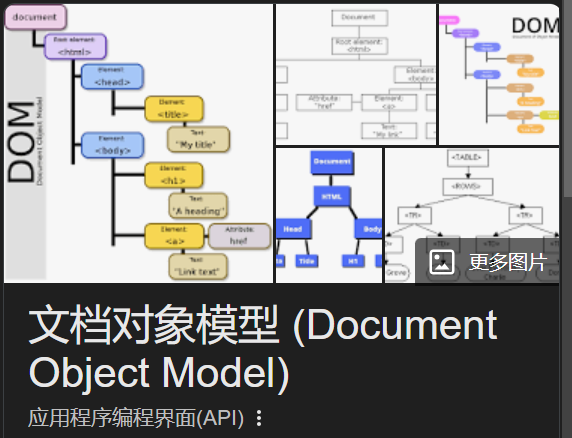 document
Root element:
<html>
Element:
<head>
Element:
<title>
Text:
"My title"
Element:
<body>
Element:
<h1>
Text:
"A heading"
Element:
<a>
Attribute:
href
Text:
"Link text"
DOM
Document Object Model
Document
Root element:
<html>
Element:
<body>
Attribute:
"href"
Element:
<a>
Text:
"My link"
DOM
Document
HTML
Head
Body
Title
H1
<TABLE>
<ROWS>
<TR>
<TR>
Grove
更多图片
文档对象模型 (Document
Object Model)
应用程序编程界面(API)